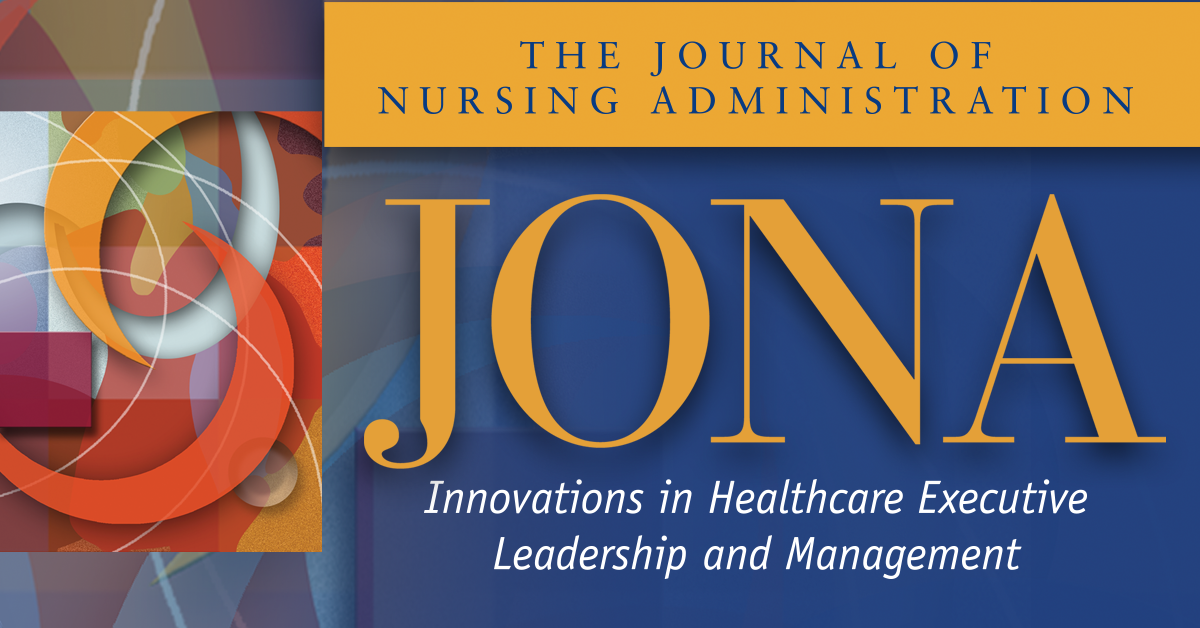 THE JOURNAL OF
NURSING ADMINISTRATION
JONA
Innovations in Healthcare Executive
Leadership and Management